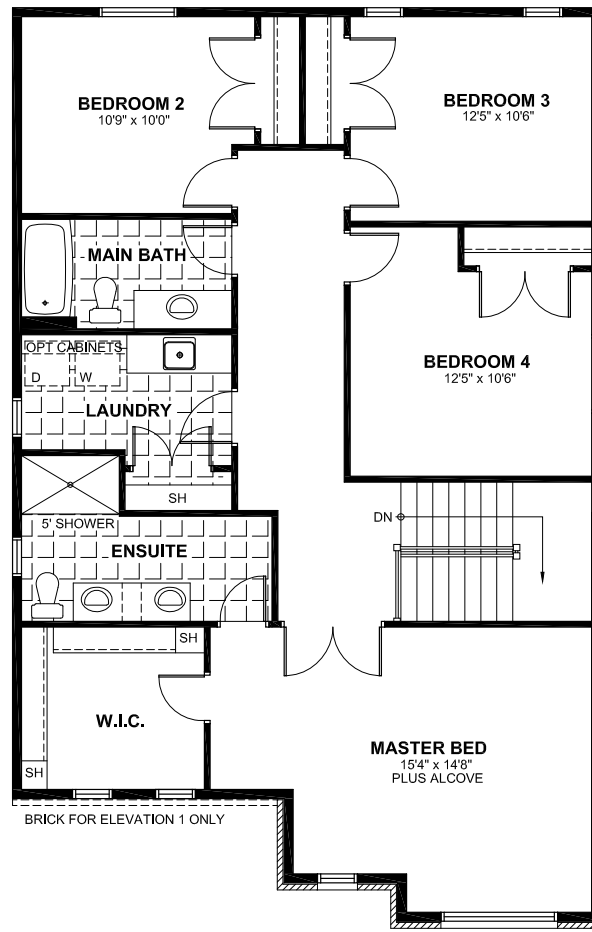 BEDROOM 2
10'9" x 10'0"
BEDROOM 3
12'5" x 10'6"
MAIN BATH
OPT CABINETS
D
W
LAUNDRY
SH
BEDROOM 4
12'5" x 10'6"
5' SHOWER
ENSUITE
DN
SH
W.I.C.
SH
MASTER BED
15'4" x 14'8"
PLUS ALCOVE
BRICK FOR ELEVATION 1 ONLY